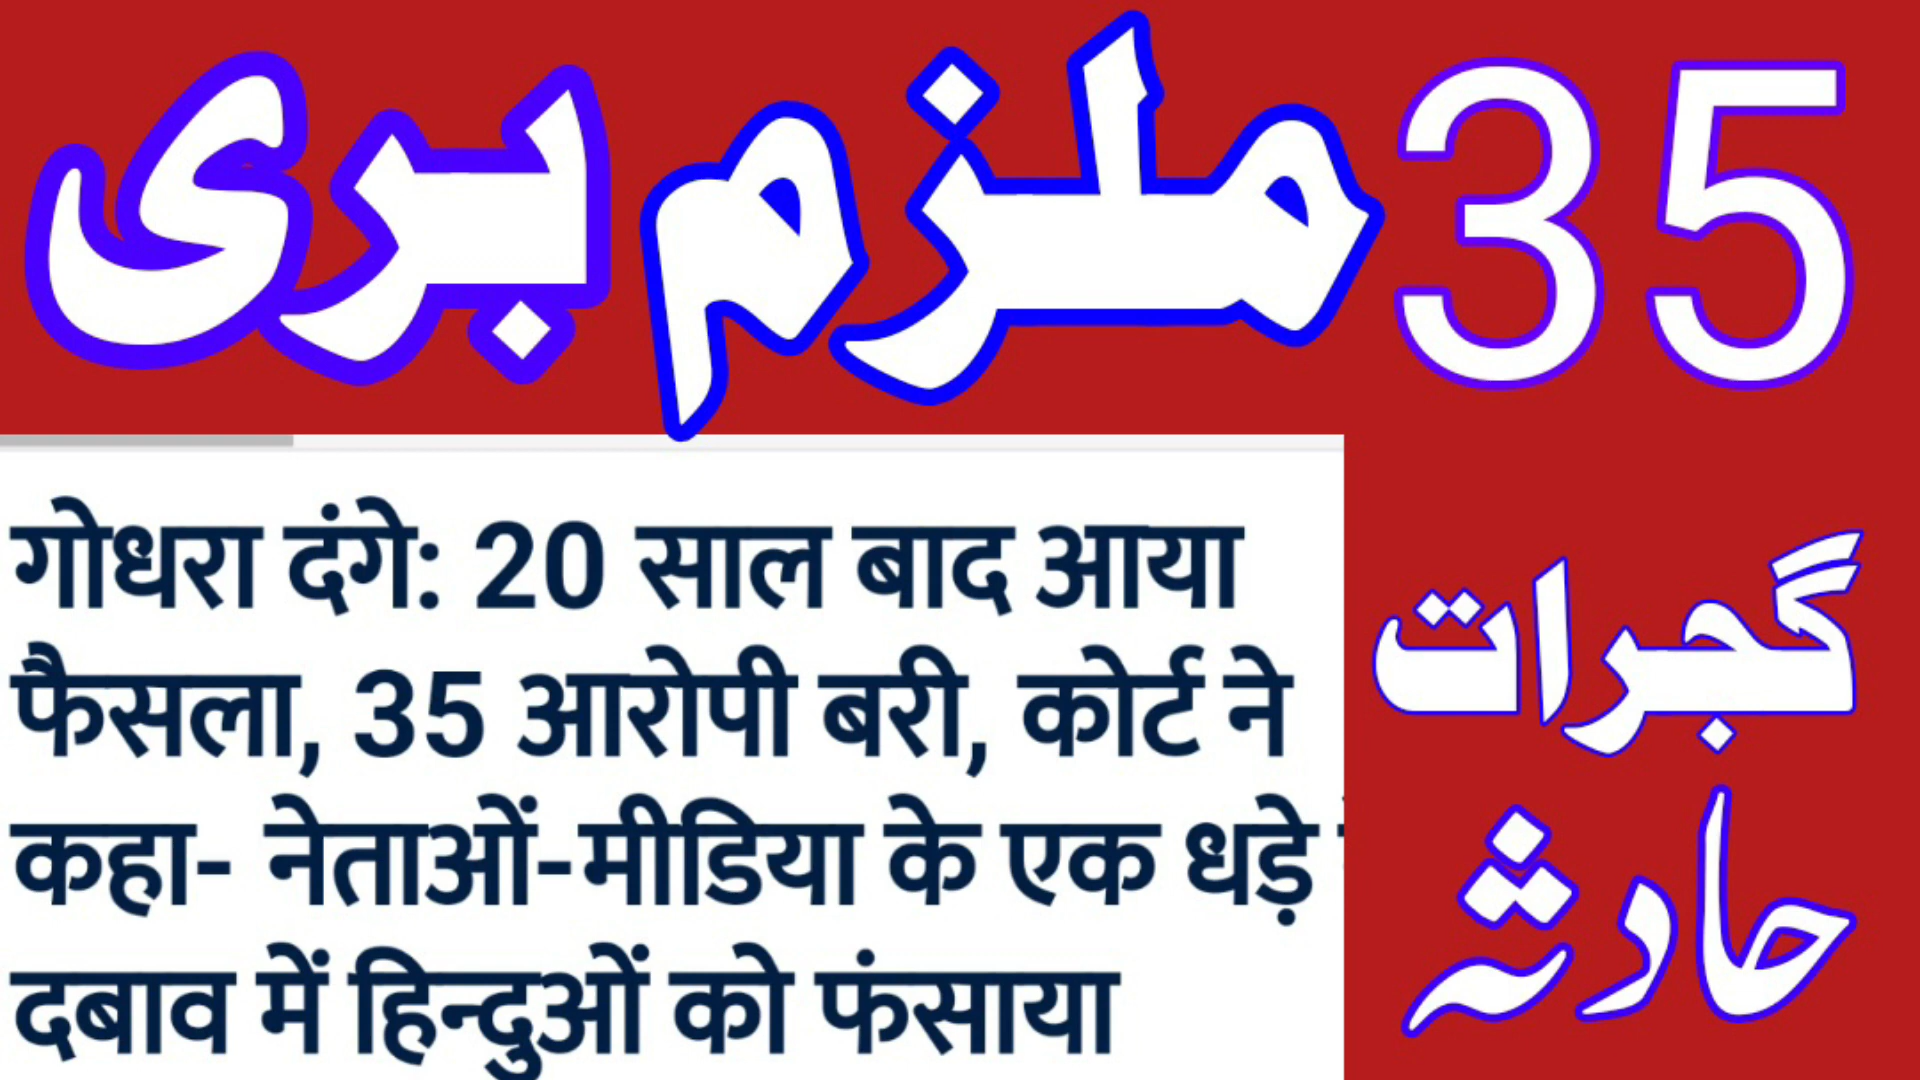 35 ملزم بری
गोधरा दंगे: 20 साल बाद आया
फैसला, 35 आरोपी बरी, कोर्ट ने
कहा- नेताओं-मीडिया के एक धड़े
दबाव में हिन्दुओं को फंसाया
گجرات
حادثہ